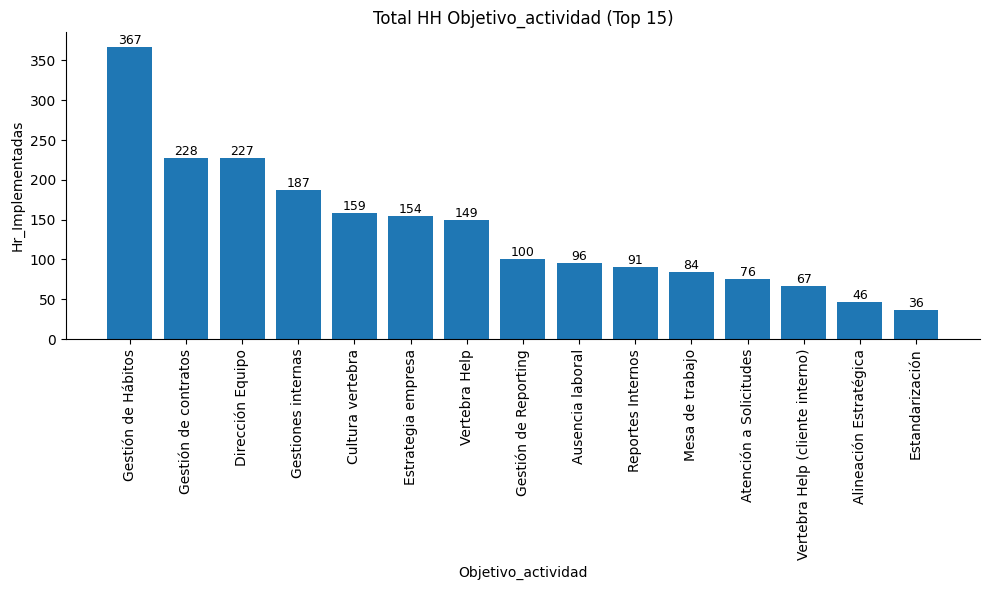 Total HH Objetivo_actividad (Top 15)
Hr_Implementadas
350
300
250
200
150
100
50
0
367
228
227
187
159
154
149
100
96
91
84
76
67
46
36
Gestión de Hábitos
Gestión de contratos
Dirección Equipo
Gestiones internas
Cultura vertebra
Estrategia empresa
Vertebra Help
Gestión de Reporting
Ausencia laboral
Reportes Internos
Mesa de trabajo
Atención a Solicitudes
Vertebra Help (cliente interno)
Alineación Estratégica
Estandarización
Objetivo_actividad